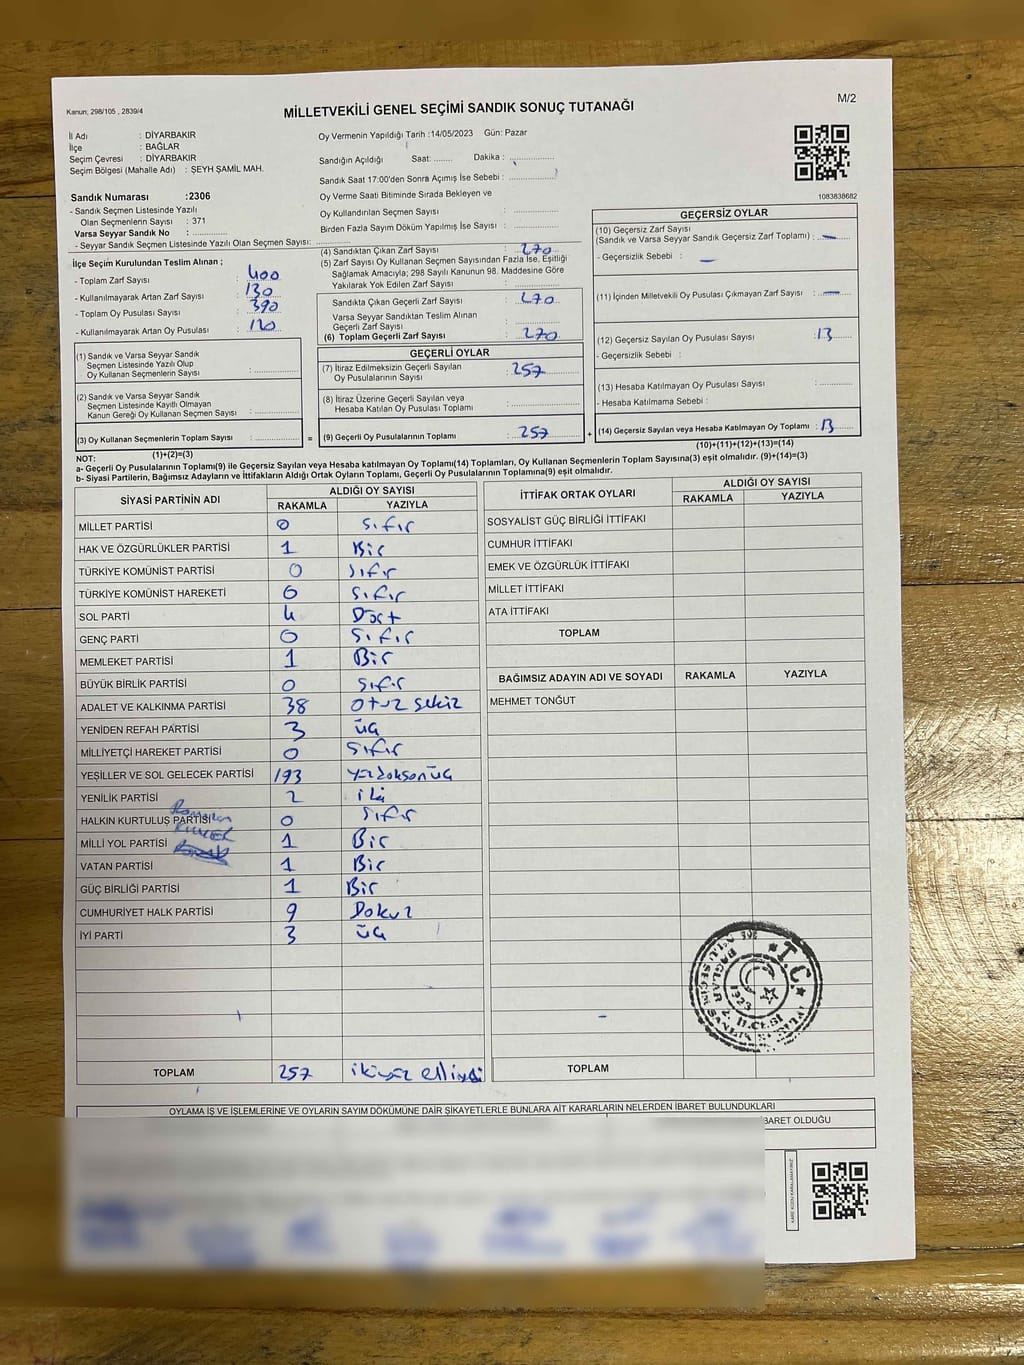 Kanun: 298/105 , 2839/4
MİLLETVEKİLİ GENEL SEÇİMİ SANDIK SONUÇ TUTANAĞI
M/2
İl Adı : DİYARBAKIR
İlçe : BAĞLAR
Seçim Çevresi : DİYARBAKIR
Seçim Bölgesi (Mahalle Adı) : ŞEYH ŞAMİL MAH.
Sandık Numarası :2306
- Sandık Seçmen Listesinde Yazılı
Olan Seçmenlerin Sayısı : 371
Varsa Seyyar Sandık No :
- Seyyar Sandık Seçmen Listesinde Yazılı Olan Seçmen Sayısı:
Oy Vermenin Yapıldığı Tarih :14/05/2023 Gün: Pazar
Sandığın Açıldığı Saat: ........ Dakika :
Sandık Saat 17:00'den Sonra Açımış İse Sebebi :
Oy Verme Saati Bitiminde Sırada Bekleyen ve
Oy Kullandırılan Seçmen Sayısı :
Birden Fazla Sayım Döküm Yapılmış İse Sayısı :
1083838682
İlçe Seçim Kurulundan Teslim Alınan ;
- Toplam Zarf Sayısı : 400
- Kullanılmayarak Artan Zarf Sayısı : 130
- Toplam Oy Pusulası Sayısı : 390
- Kullanılmayarak Artan Oy Pusulası : 120
(1) Sandık ve Varsa Seyyar Sandık
Seçmen Listesinde Yazılı Olup
Oy Kullanan Seçmenlerin Sayısı :
(2) Sandık ve Varsa Seyyar Sandık
Seçmen Listesinde Kayıtlı Olmayan
Kanun Gereği Oy Kullanan Seçmen Sayısı :
(3) Oy Kullanan Seçmenlerin Toplam Sayısı :
(1)+(2)=(3)
(4) Sandıktan Çıkan Zarf Sayısı : 270
(5) Zarf Sayısı Oy Kullanan Seçmen Sayısından Fazla İse, Eşitliği
Sağlamak Amacıyla; 298 Sayılı Kanunun 98. Maddesine Göre
Yakılarak Yok Edilen Zarf Sayısı :
Sandıkta Çıkan Geçerli Zarf Sayısı : 270
Varsa Seyyar Sandıktan Teslim Alınan
Geçerli Zarf Sayısı :
(6) Toplam Geçerli Zarf Sayısı : 270
GEÇERLİ OYLAR
(7) İtiraz Edilmeksizin Geçerli Sayılan
Oy Pusulalarının Sayısı : 257
(8) İtiraz Üzerine Geçerli Sayılan veya
Hesaba Katılan Oy Pusulası Toplamı :
= (9) Geçerli Oy Pusulalarının Toplamı : 257
GEÇERSİZ OYLAR
(10) Geçersiz Zarf Sayısı
(Sandık ve Varsa Seyyar Sandık Geçersiz Zarf Toplamı) : —
- Geçersizlik Sebebi : —
(11) İçinden Milletvekili Oy Pusulası Çıkmayan Zarf Sayısı : —
(12) Geçersiz Sayılan Oy Pusulası Sayısı : 13
- Geçersizlik Sebebi :
(13) Hesaba Katılmayan Oy Pusulası Sayısı :
- Hesaba Katılmama Sebebi :
+ (14) Geçersiz Sayılan veya Hesaba Katılmayan Oy Toplamı : 13
(10)+(11)+(12)+(13)=(14)
NOT:
a- Geçerli Oy Pusulalarının Toplamı(9) ile Geçersiz Sayılan veya Hesaba katılmayan Oy Toplamı(14) Toplamları, Oy Kullanan Seçmenlerin Toplam Sayısına(3) eşit olmalıdır. (9)+(14)=(3)
b- Siyasi Partilerin, Bağımsız Adayların ve İttifakların Aldığı Ortak Oyların Toplamı, Geçerli Oy Pusulalarının Toplamına(9) eşit olmalıdır.
SİYASİ PARTİNİN ADI ALDIĞI OY SAYISI
RAKAMLA YAZIYLA
MİLLET PARTİSİ 0 Sıfır
HAK VE ÖZGÜRLÜKLER PARTİSİ 1 Bir
TÜRKİYE KOMÜNİST PARTİSİ 0 Sıfır
TÜRKİYE KOMÜNİST HAREKETİ 0 Sıfır
SOL PARTİ 4 Dört
GENÇ PARTİ 0 Sıfır
MEMLEKET PARTİSİ 1 Bir
BÜYÜK BİRLİK PARTİSİ 0 Sıfır
ADALET VE KALKINMA PARTİSİ 38 Otuz Sekiz
YENİDEN REFAH PARTİSİ 3 üç
MİLLİYETÇİ HAREKET PARTİSİ 0 Sıfır
YEŞİLLER VE SOL GELECEK PARTİSİ 193 yüzdoksanüç
YENİLİK PARTİSİ 2 iki
HALKIN KURTULUŞ PARTİSİ 0 Sıfır
MİLLİ YOL PARTİSİ 1 Bir
VATAN PARTİSİ 1 Bir
GÜÇ BİRLİĞİ PARTİSİ 1 Bir
CUMHURİYET HALK PARTİSİ 9 Dokuz
İYİ PARTİ 3 üç
TOPLAM 257 ikiyüz elliyedi
İTTİFAK ORTAK OYLARI ALDIĞI OY SAYISI
RAKAMLA YAZIYLA
SOSYALİST GÜÇ BİRLİĞİ İTTİFAKI
CUMHUR İTTİFAKI
EMEK VE ÖZGÜRLÜK İTTİFAKI
MİLLET İTTİFAKI
ATA İTTİFAKI
TOPLAM
BAĞIMSIZ ADAYIN ADI VE SOYADI RAKAMLA YAZIYLA
MEHMET TONĞUT
T.C.
1923
TOPLAM
OYLAMA İŞ VE İŞLEMLERİNE VE OYLARIN SAYIM DÖKÜMÜNE DAİR ŞİKAYETLERLE BUNLARA AİT KARARLARIN NELERDEN İBARET BULUNDUKLARI
BARET OLDUĞU